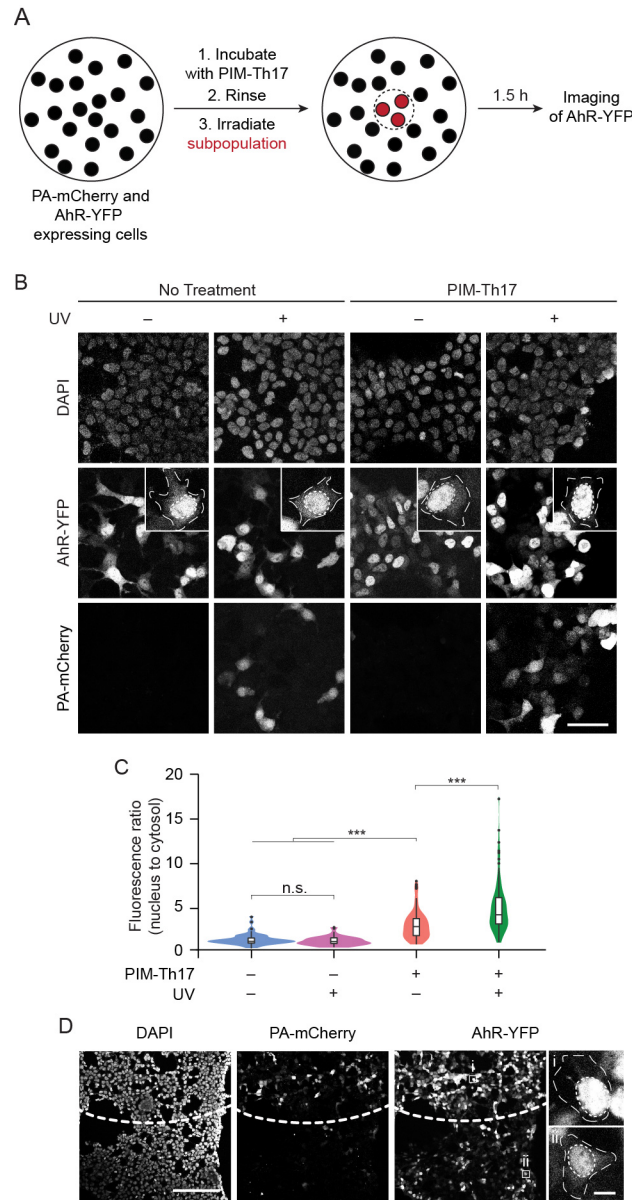 A
1. Incubate
with PIM-Th17
2. Rinse
3. Irradiate
subpopulation
1.5 h
Imaging
of AhR-YFP
PA-mCherry and
AhR-YFP
expressing cells
B
No Treatment
PIM-Th17
UV – + – +
DAPI
AhR-YFP
PA-mCherry
C
Fluorescence ratio
(nucleus to cytosol)
20
15
10
5
0
***
***
n.s.
PIM-Th17 – – + +
UV – + – +
D
DAPI
PA-mCherry
AhR-YFP
i
ii
i
ii